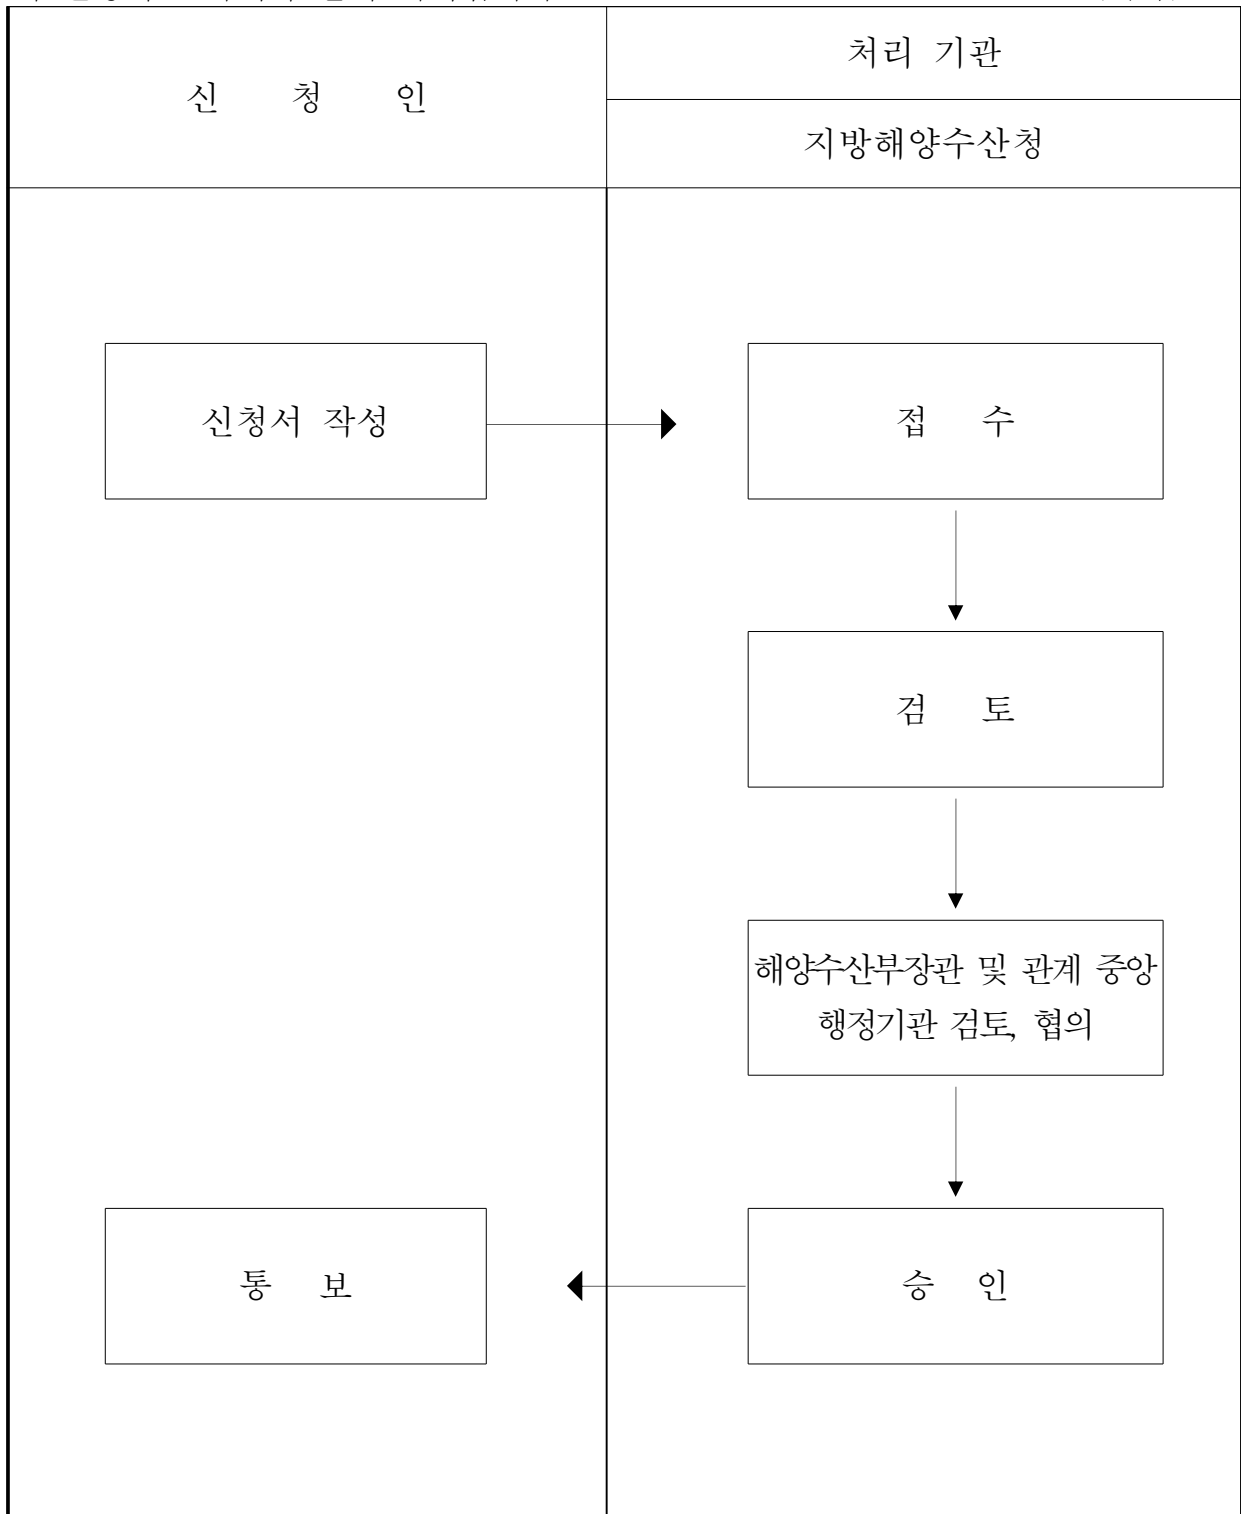 신 청 인
처리 기관
지방해양수산청
신청서 작성
접 수
검 토
해양수산부장관 및 관계 중앙
행정기관 검토, 협의
통 보
승 인